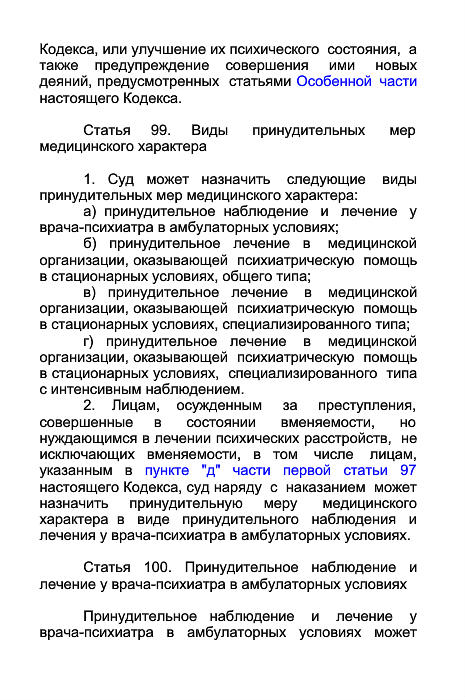 Кодекса, или улучшение их психического состояния, а
также предупреждение совершения ими новых
деяний, предусмотренных статьями Особенной части
настоящего Кодекса.
Статья 99. Виды принудительных мер
медицинского характера
1. Суд может назначить следующие виды
принудительных мер медицинского характера:
а) принудительное наблюдение и лечение у
врача-психиатра в амбулаторных условиях;
б) принудительное лечение в медицинской
организации, оказывающей психиатрическую помощь
в стационарных условиях, общего типа;
в) принудительное лечение в медицинской
организации, оказывающей психиатрическую помощь
в стационарных условиях, специализированного типа;
г) принудительное лечение в медицинской
организации, оказывающей психиатрическую помощь
в стационарных условиях, специализированного типа
с интенсивным наблюдением.
2. Лицам, осужденным за преступления,
совершенные в состоянии вменяемости, но
нуждающимся в лечении психических расстройств, не
исключающих вменяемости, в том числе лицам,
указанным в пункте "д" части первой статьи 97
настоящего Кодекса, суд наряду с наказанием может
назначить принудительную меру медицинского
характера в виде принудительного наблюдения и
лечения у врача-психиатра в амбулаторных условиях.
Статья 100. Принудительное наблюдение и
лечение у врача-психиатра в амбулаторных условиях
Принудительное наблюдение и лечение у
врача-психиатра в амбулаторных условиях может